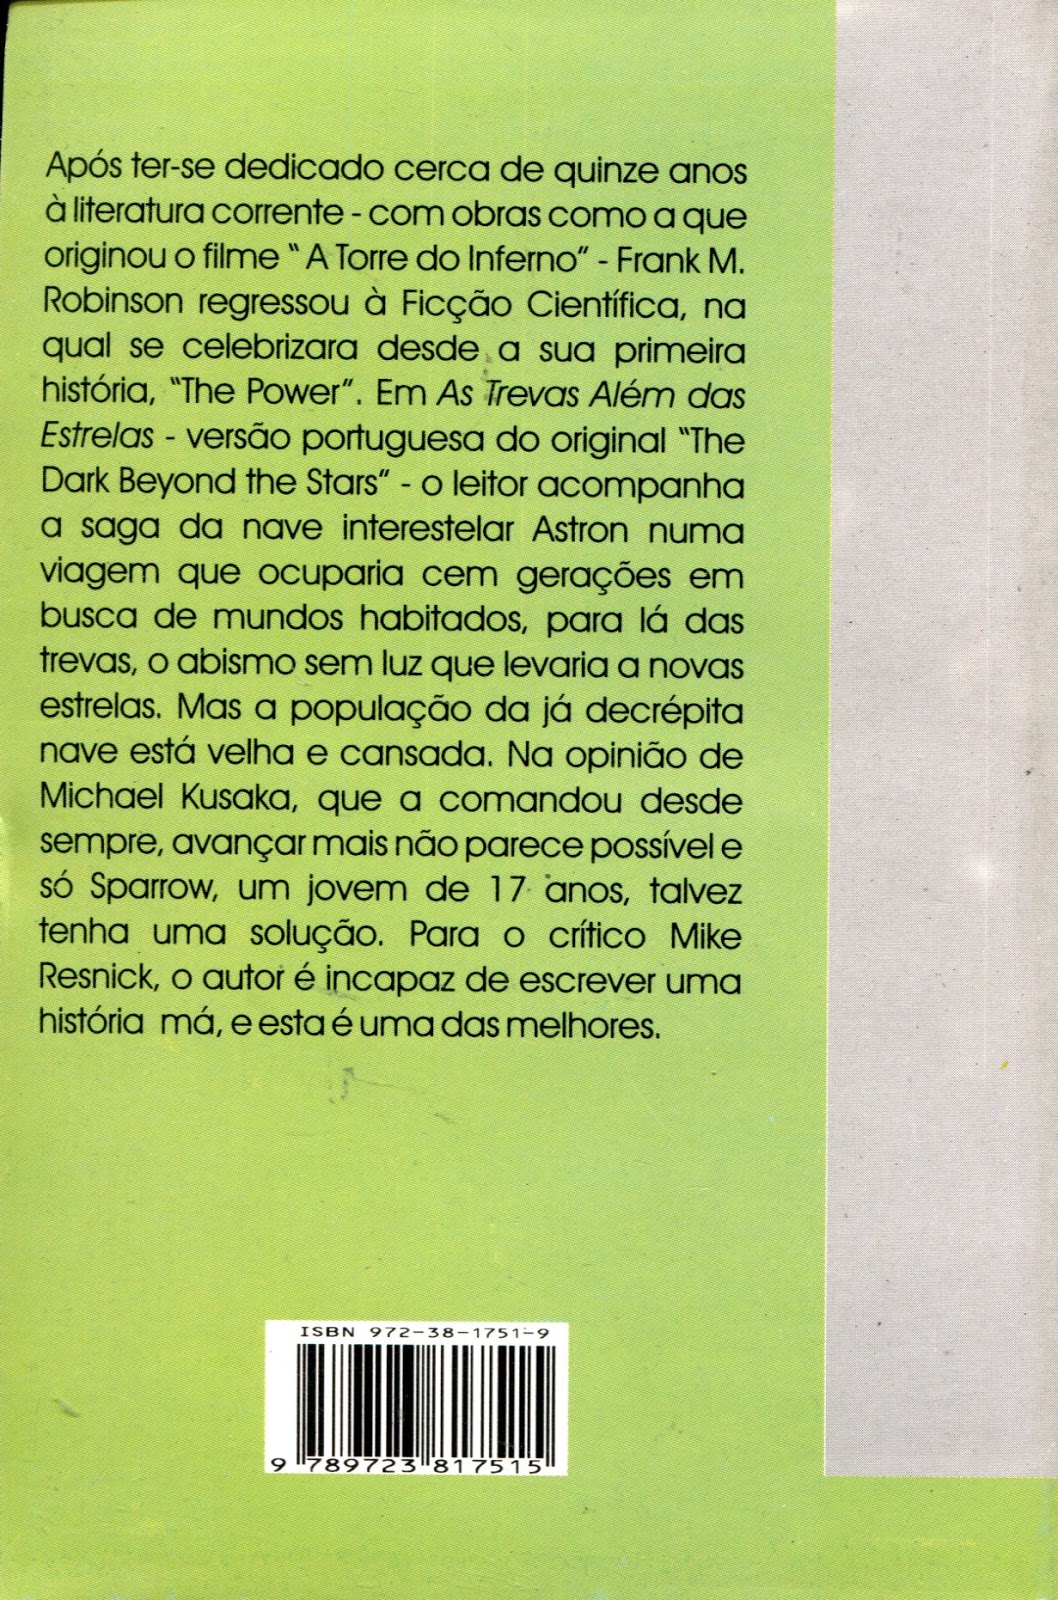 Após ter-se dedicado cerca de quinze anos
à literatura corrente - com obras como a que
originou o filme " A Torre do Inferno" - Frank M.
Robinson regressou à Ficção Científica, na
qual se celebrizara desde a sua primeira
história, "The Power". Em As Trevas Além das
Estrelas - versão portuguesa do original "The
Dark Beyond the Stars" - o leitor acompanha
a saga da nave interestelar Astron numa
viagem que ocuparia cem gerações em
busca de mundos habitados, para lá das
trevas, o abismo sem luz que levaria a novas
estrelas. Mas a população da já decrépita
nave está velha e cansada. Na opinião de
Michael Kusaka, que a comandou desde
sempre, avançar mais não parece possível e
só Sparrow, um jovem de 17 anos, talvez
tenha uma solução. Para o crítico Mike
Resnick, o autor é incapaz de escrever uma
história má, e esta é uma das melhores.
ISBN 972-38-1751-9
9 789723 817515